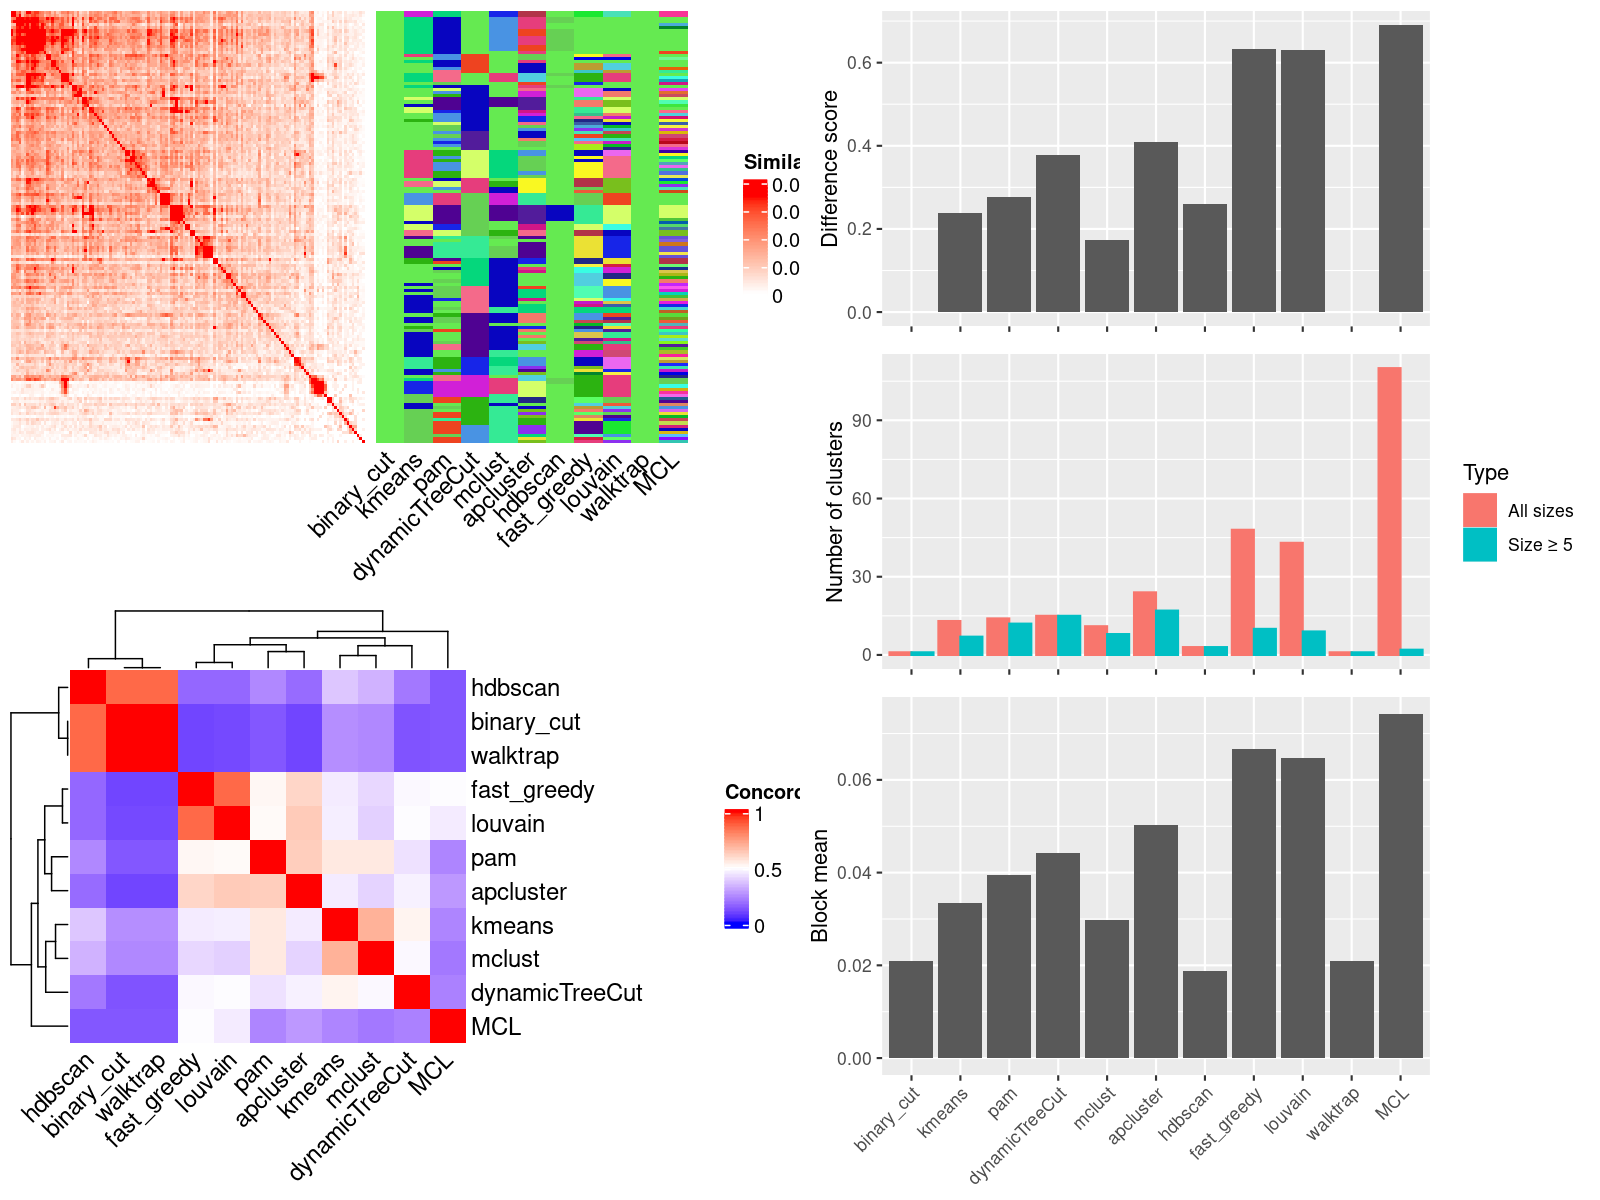 Simila
0.0
0.0
0.0
0.0
0
binary_cut
kmeans
pam
dynamicTreeCut
mclust
apcluster
hdbscan
fast_greedy
louvain
walktrap
MCL
hdbscan
binary_cut
walktrap
fast_greedy
louvain
pam
apcluster
kmeans
mclust
dynamicTreeCut
MCL
hdbscan
binary_cut
walktrap
fast_greedy
louvain
pam
apcluster
kmeans
mclust
dynamicTreeCut
MCL
Concord
1
0.5
0
Difference score
0.6
0.4
0.2
0.0
Number of clusters
90
60
30
0
Type
All sizes
Size ≥ 5
Block mean
0.06
0.04
0.02
0.00
binary_cut
kmeans
pam
dynamicTreeCut
mclust
apcluster
hdbscan
fast_greedy
louvain
walktrap
MCL